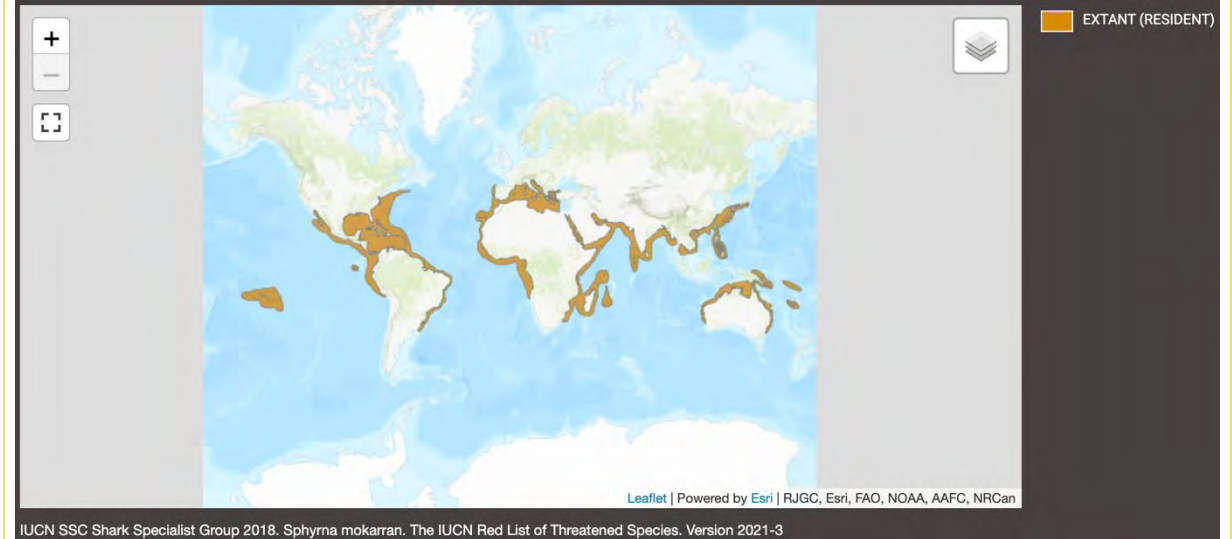 +
−
EXTANT (RESIDENT)
Leaflet | Powered by Esri | RJGC, Esri, FAO, NOAA, AAFC, NRCan
IUCN SSC Shark Specialist Group 2018. Sphyrna mokarran. The IUCN Red List of Threatened Species. Version 2021-3